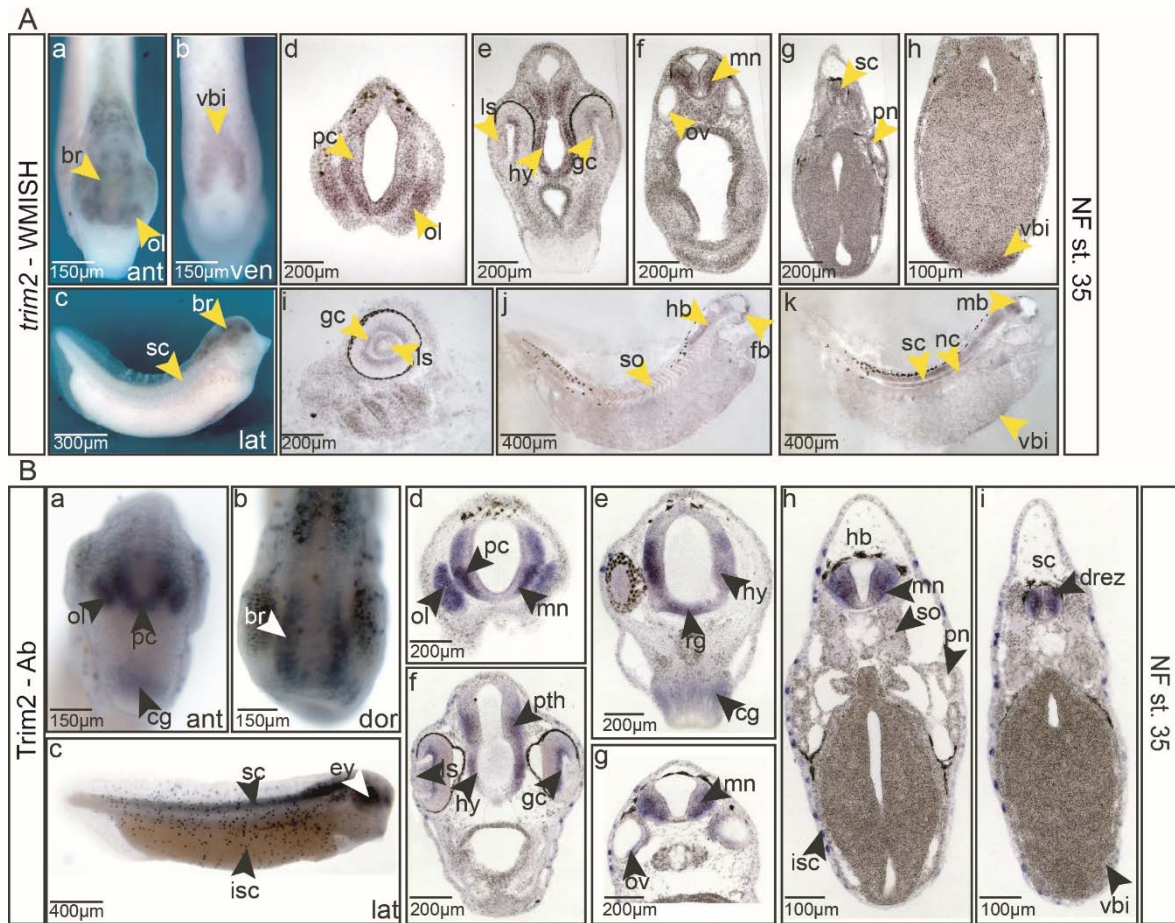 A
trim2 - WMISH
a
br
ol
150µm
ant
b
vbi
150µm
ven
c
br
sc
300µm
lat
d
pc
ol
200µm
e
ls
hy
gc
200µm
f
mn
ov
200µm
g
sc
pn
200µm
h
vbi
100µm
i
gc
ls
200µm
j
hb
so
fb
400µm
k
mb
sc
nc
vbi
400µm
NF st. 35
B
Trim2 - Ab
a
ol
pc
cg
150µm
ant
b
br
150µm
dor
c
sc
ey
isc
400µm
lat
d
pc
ol
mn
200µm
e
hy
rg
cg
200µm
f
pth
ls
hy
gc
200µm
g
mn
ov
200µm
h
hb
mn
so
pn
isc
100µm
i
sc
drez
vbi
100µm
NF st. 35